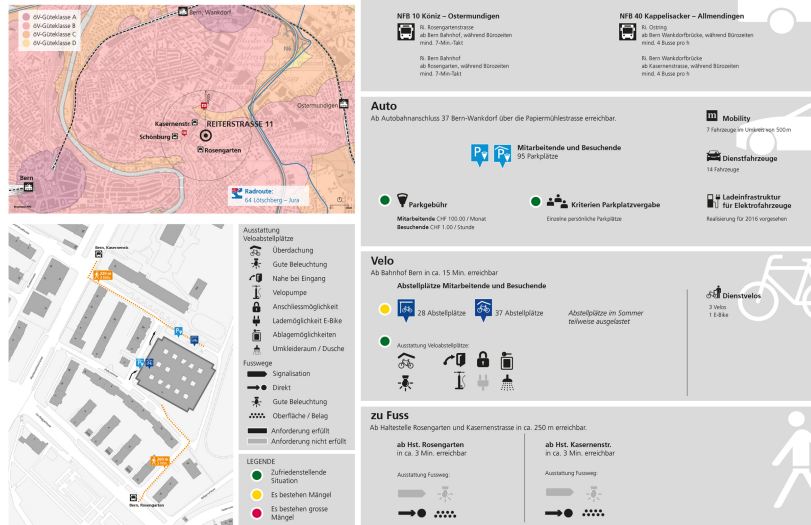 öV-Güteklasse A
öV-Güteklasse B
öV-Güteklasse C
öV-Güteklasse D
Bern, Wankdorf
Ostermundigen
Kasernenstr.
REITERSTRASSE 11
Schönburg
Rosengarten
Bern
Radroute:
64 Lötschberg – Jura
Bern, Kasernenstr.
Bern, Rosengarten
Ausstattung
Veloabstellplätze
Überdachung
Gute Beleuchtung
Nahe bei Eingang
Velopumpe
Anschliessmöglichkeit
Lademöglichkeit E-Bike
Ablagemöglichkeiten
Umkleideraum / Dusche
Fusswege
Signalisation
Direkt
Gute Beleuchtung
Oberfläche / Belag
Anforderung erfüllt
Anforderung nicht erfüllt
LEGENDE
Zufriedenstellende
Situation
Es bestehen Mängel
Es bestehen grosse
Mängel
NFB 10 Köniz – Ostermundigen
Ri. Rosengartenstrasse
ab Bern Bahnhof, während Bürozeiten
mind. 7-Min.-Takt
Ri. Bern Bahnhof
ab Rosengarten, während Bürozeiten
mind. 7-Min-Takt
NFB 40 Kappelisacker – Allmendingen
Ri. Ostring
ab Bern Wankdorfbrücke, während Bürozeiten
mind. 4 Busse pro h
Ri. Bern Wankdorfbrücke
ab Kasernenstrasse, während Bürozeiten
mind. 4 Busse pro h
Auto
Ab Autobahnanschluss 37 Bern-Wankdorf über die Papiermühlestrasse erreichbar.
Mitarbeitende und Besuchende
95 Parkplätze
Parkgebühr
Mitarbeitende CHF 100.00 / Monat
Besuchende CHF 1.00 / Stunde
Kriterien Parkplatzvergabe
Einzelne persönliche Parkplätze
m Mobility
7 Fahrzeuge im Umkreis von 500m
Dienstfahrzeuge
14 Fahrzeuge
Ladeinfrastruktur
für Elektrofahrzeuge
Realisierung für 2016 vorgesehen
Velo
Ab Bahnhof Bern in ca. 15 Min. erreichbar
Abstellplätze Mitarbeitende und Besuchende
28 Abstellplätze
37 Abstellplätze
Abstellplätze im Sommer
teilweise ausgelastet
Ausstattung Veloabstellplätze:
Dienstvelos
3 Velo
1 E-Bike
zu Fuss
Ab Haltestelle Rosengarten und Kasernenstrasse in ca. 250 m erreichbar.
ab Hst. Rosengarten
in ca. 3 Min. erreichbar
Ausstattung Fussweg:
ab Hst. Kasernenstr.
in ca. 3 Min. erreichbar
Ausstattung Fussweg: